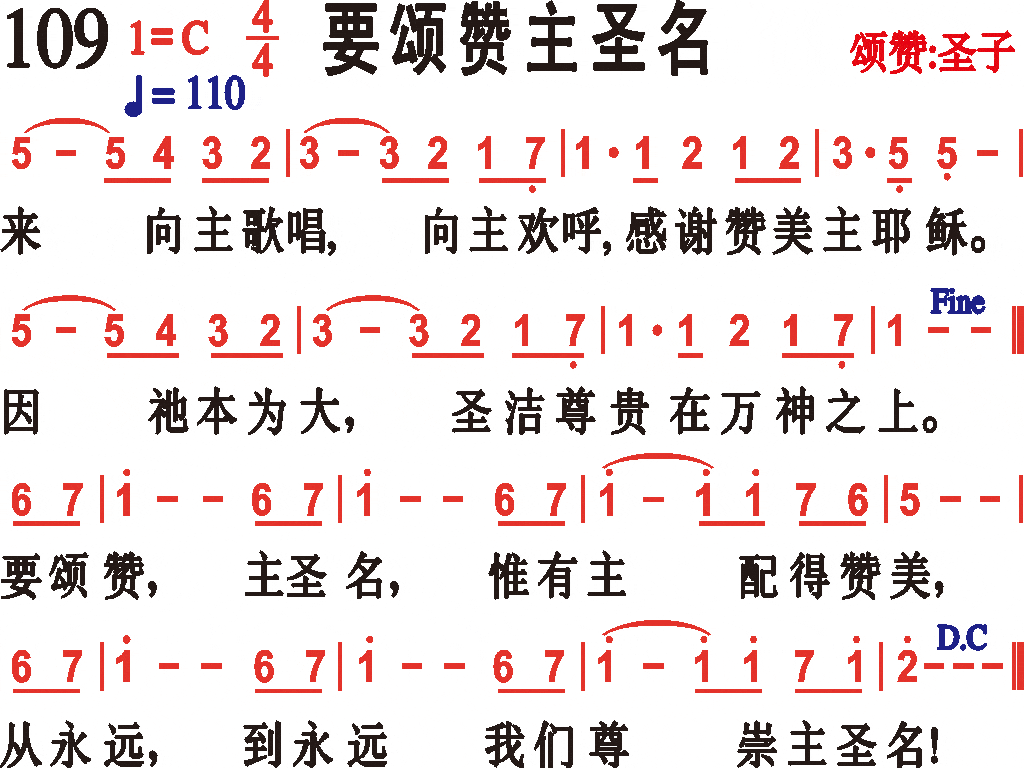 109 1=C 4/4 要颂赞主圣名 颂赞:圣子
♩=110
5 - 5 4 3 2 | 3 - 3 2 1 7̣ | 1 · 1 2 1 2 | 3 · 5̣ 5̣ - |
来 向主歌唱, 向主欢呼,感谢赞美主耶稣。
Fine
5 - 5 4 3 2 | 3 - 3 2 1 7̣ | 1 · 1 2 1 7̣ | 1 - - ‖
因 祂本为大, 圣洁尊贵在万神之上。
6 7 | 1̇ - - 6 7 | 1̇ - - 6 7 | 1̇ - 1̇ 1̇ 7 6 | 5 - - |
要颂赞, 主圣名, 惟有主 配得赞美,
D.C
6 7 | 1̇ - - 6 7 | 1̇ - - 6 7 | 1̇ - 1̇ 1̇ 7 1̇ | 2̇ - - - ‖
从永远, 到永远 我们尊 崇主圣名!